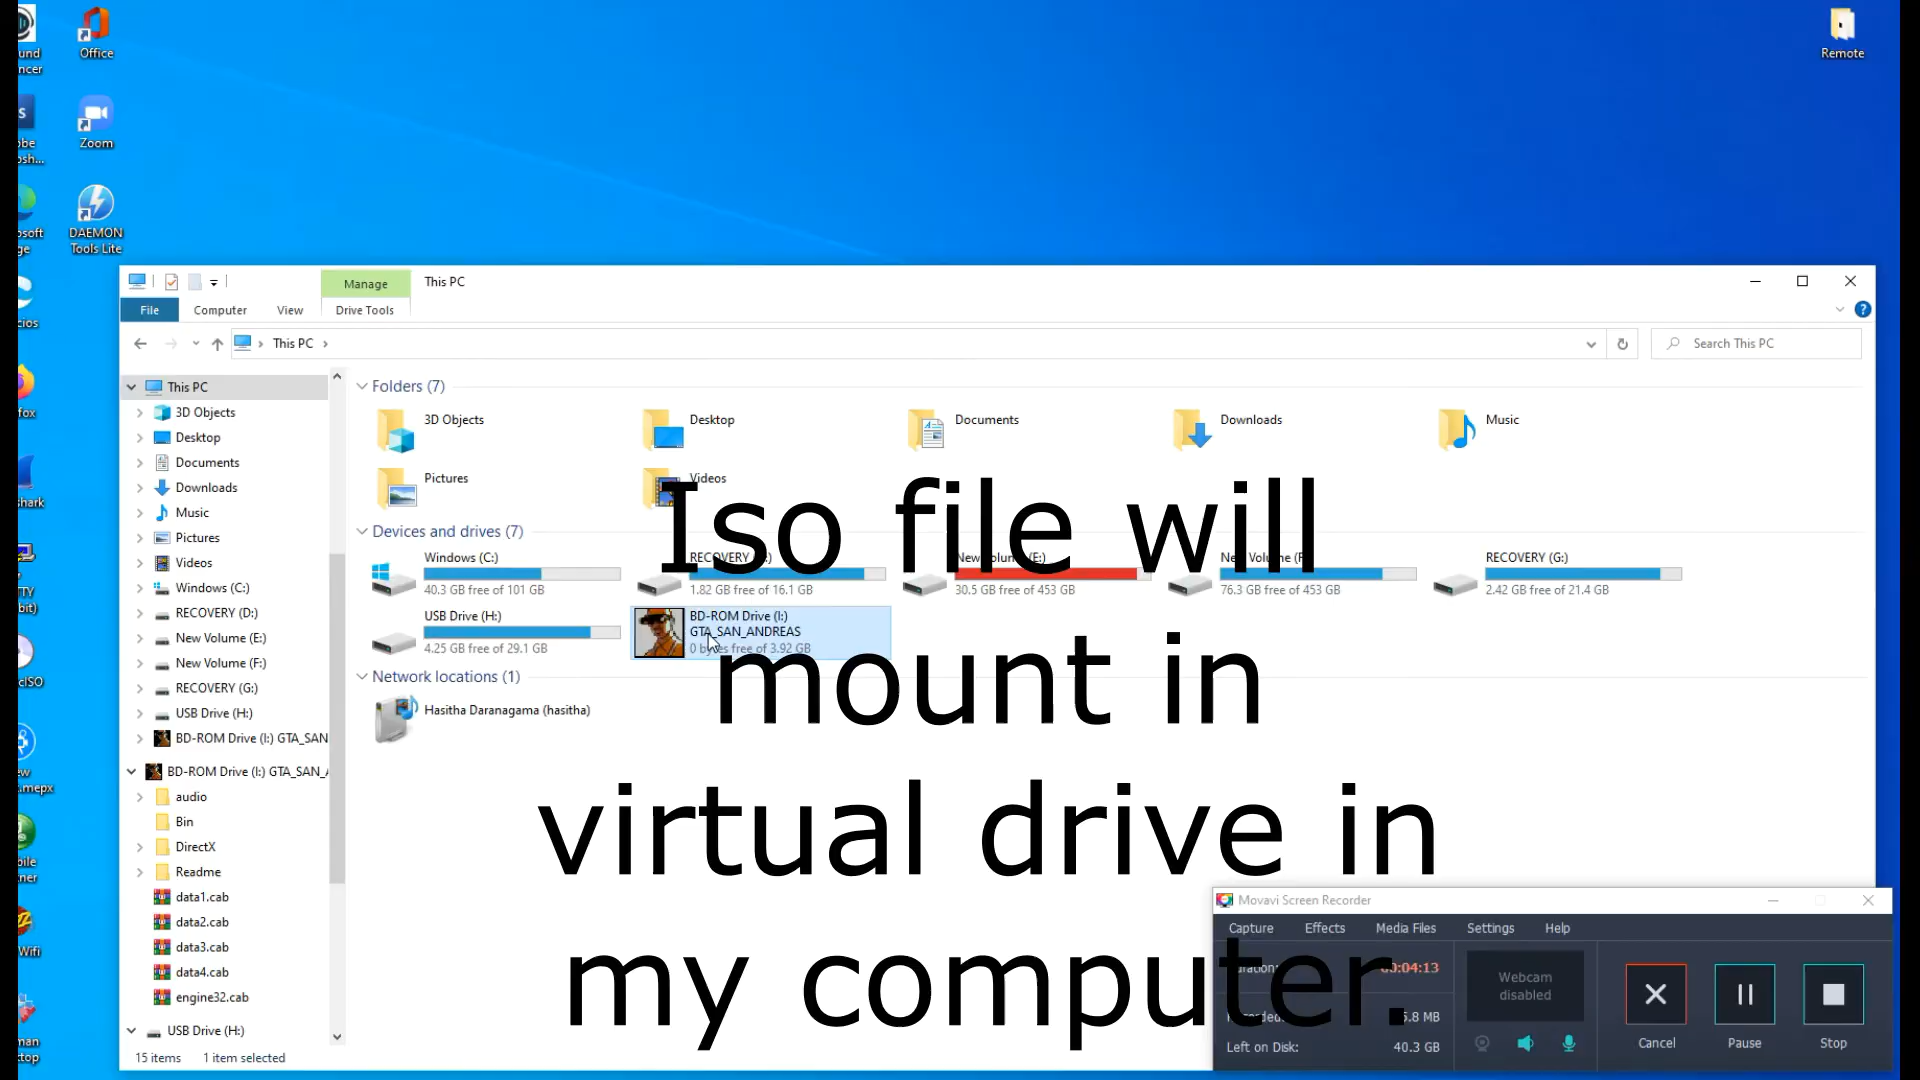 Office
Remote
Zoom
DAEMON
Tools Lite
Manage
This PC
File
Computer
View
Drive Tools
This PC
Search This PC
This PC
3D Objects
Desktop
Documents
Downloads
Music
Pictures
Videos
Windows (C:)
RECOVERY (D:)
New Volume (E:)
New Volume (F:)
RECOVERY (G:)
USB Drive (H:)
BD-ROM Drive (I:) GTA_SAN
BD-ROM Drive (I:) GTA_SAN_
audio
Bin
DirectX
Readme
data1.cab
data2.cab
data3.cab
data4.cab
engine32.cab
USB Drive (H:)
15 items 1 item selected
Folders (7)
3D Objects
Desktop
Documents
Downloads
Music
Pictures
Videos
Devices and drives (7)
Windows (C:)
40.3 GB free of 101 GB
RECOVERY
1.82 GB free of 16.1 GB
New Volume (E:)
30.5 GB free of 453 GB
New Volume (F
76.3 GB free of 453 GB
RECOVERY (G:)
2.42 GB free of 21.4 GB
USB Drive (H:)
4.25 GB free of 29.1 GB
BD-ROM Drive (I:)
GTA_SAN_ANDREAS
0 bytes free of 3.92 GB
Network locations (1)
Hasitha Daranagama (hasitha)
Iso file will
mount in
virtual drive in
my computer.
Movavi Screen Recorder
Capture Effects Media Files Settings Help
00:04:13
Webcam
disabled
Left on Disk: 40.3 GB
Cancel
Pause
Stop